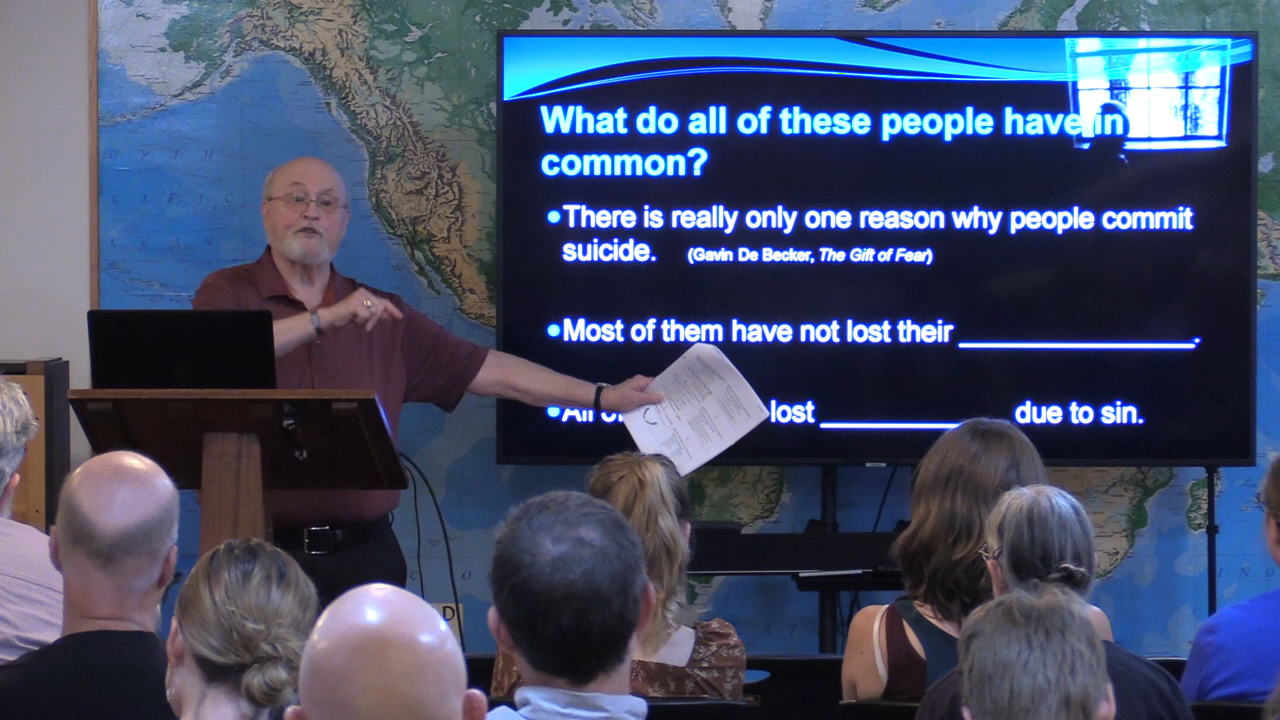 What do all of these people have in
common?
•There is really only one reason why people commit
suicide. (Gavin De Becker, The Gift of Fear)
•Most of them have not lost their ____________.
•All lost ________ due to sin.